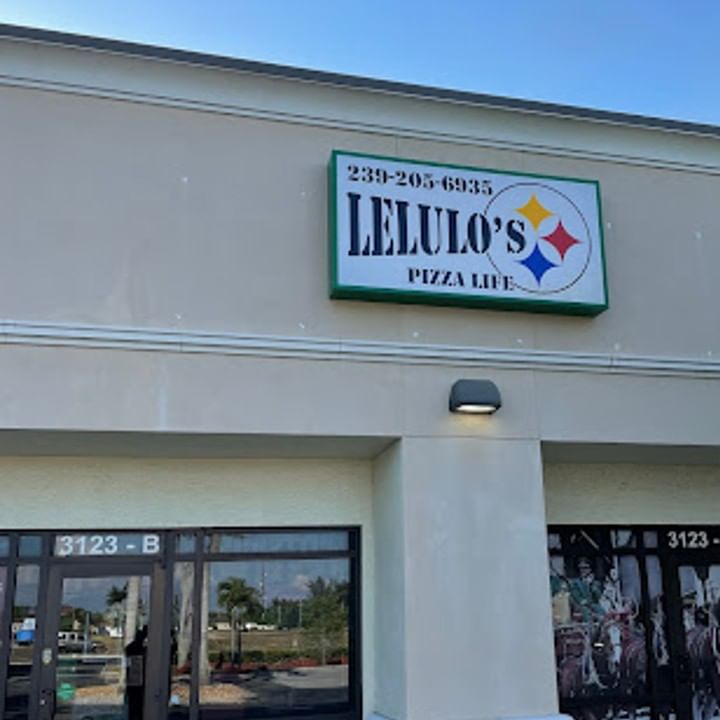 239-205-6935
LELULO'S
PIZZA LIFE
3123 - B
3123 -